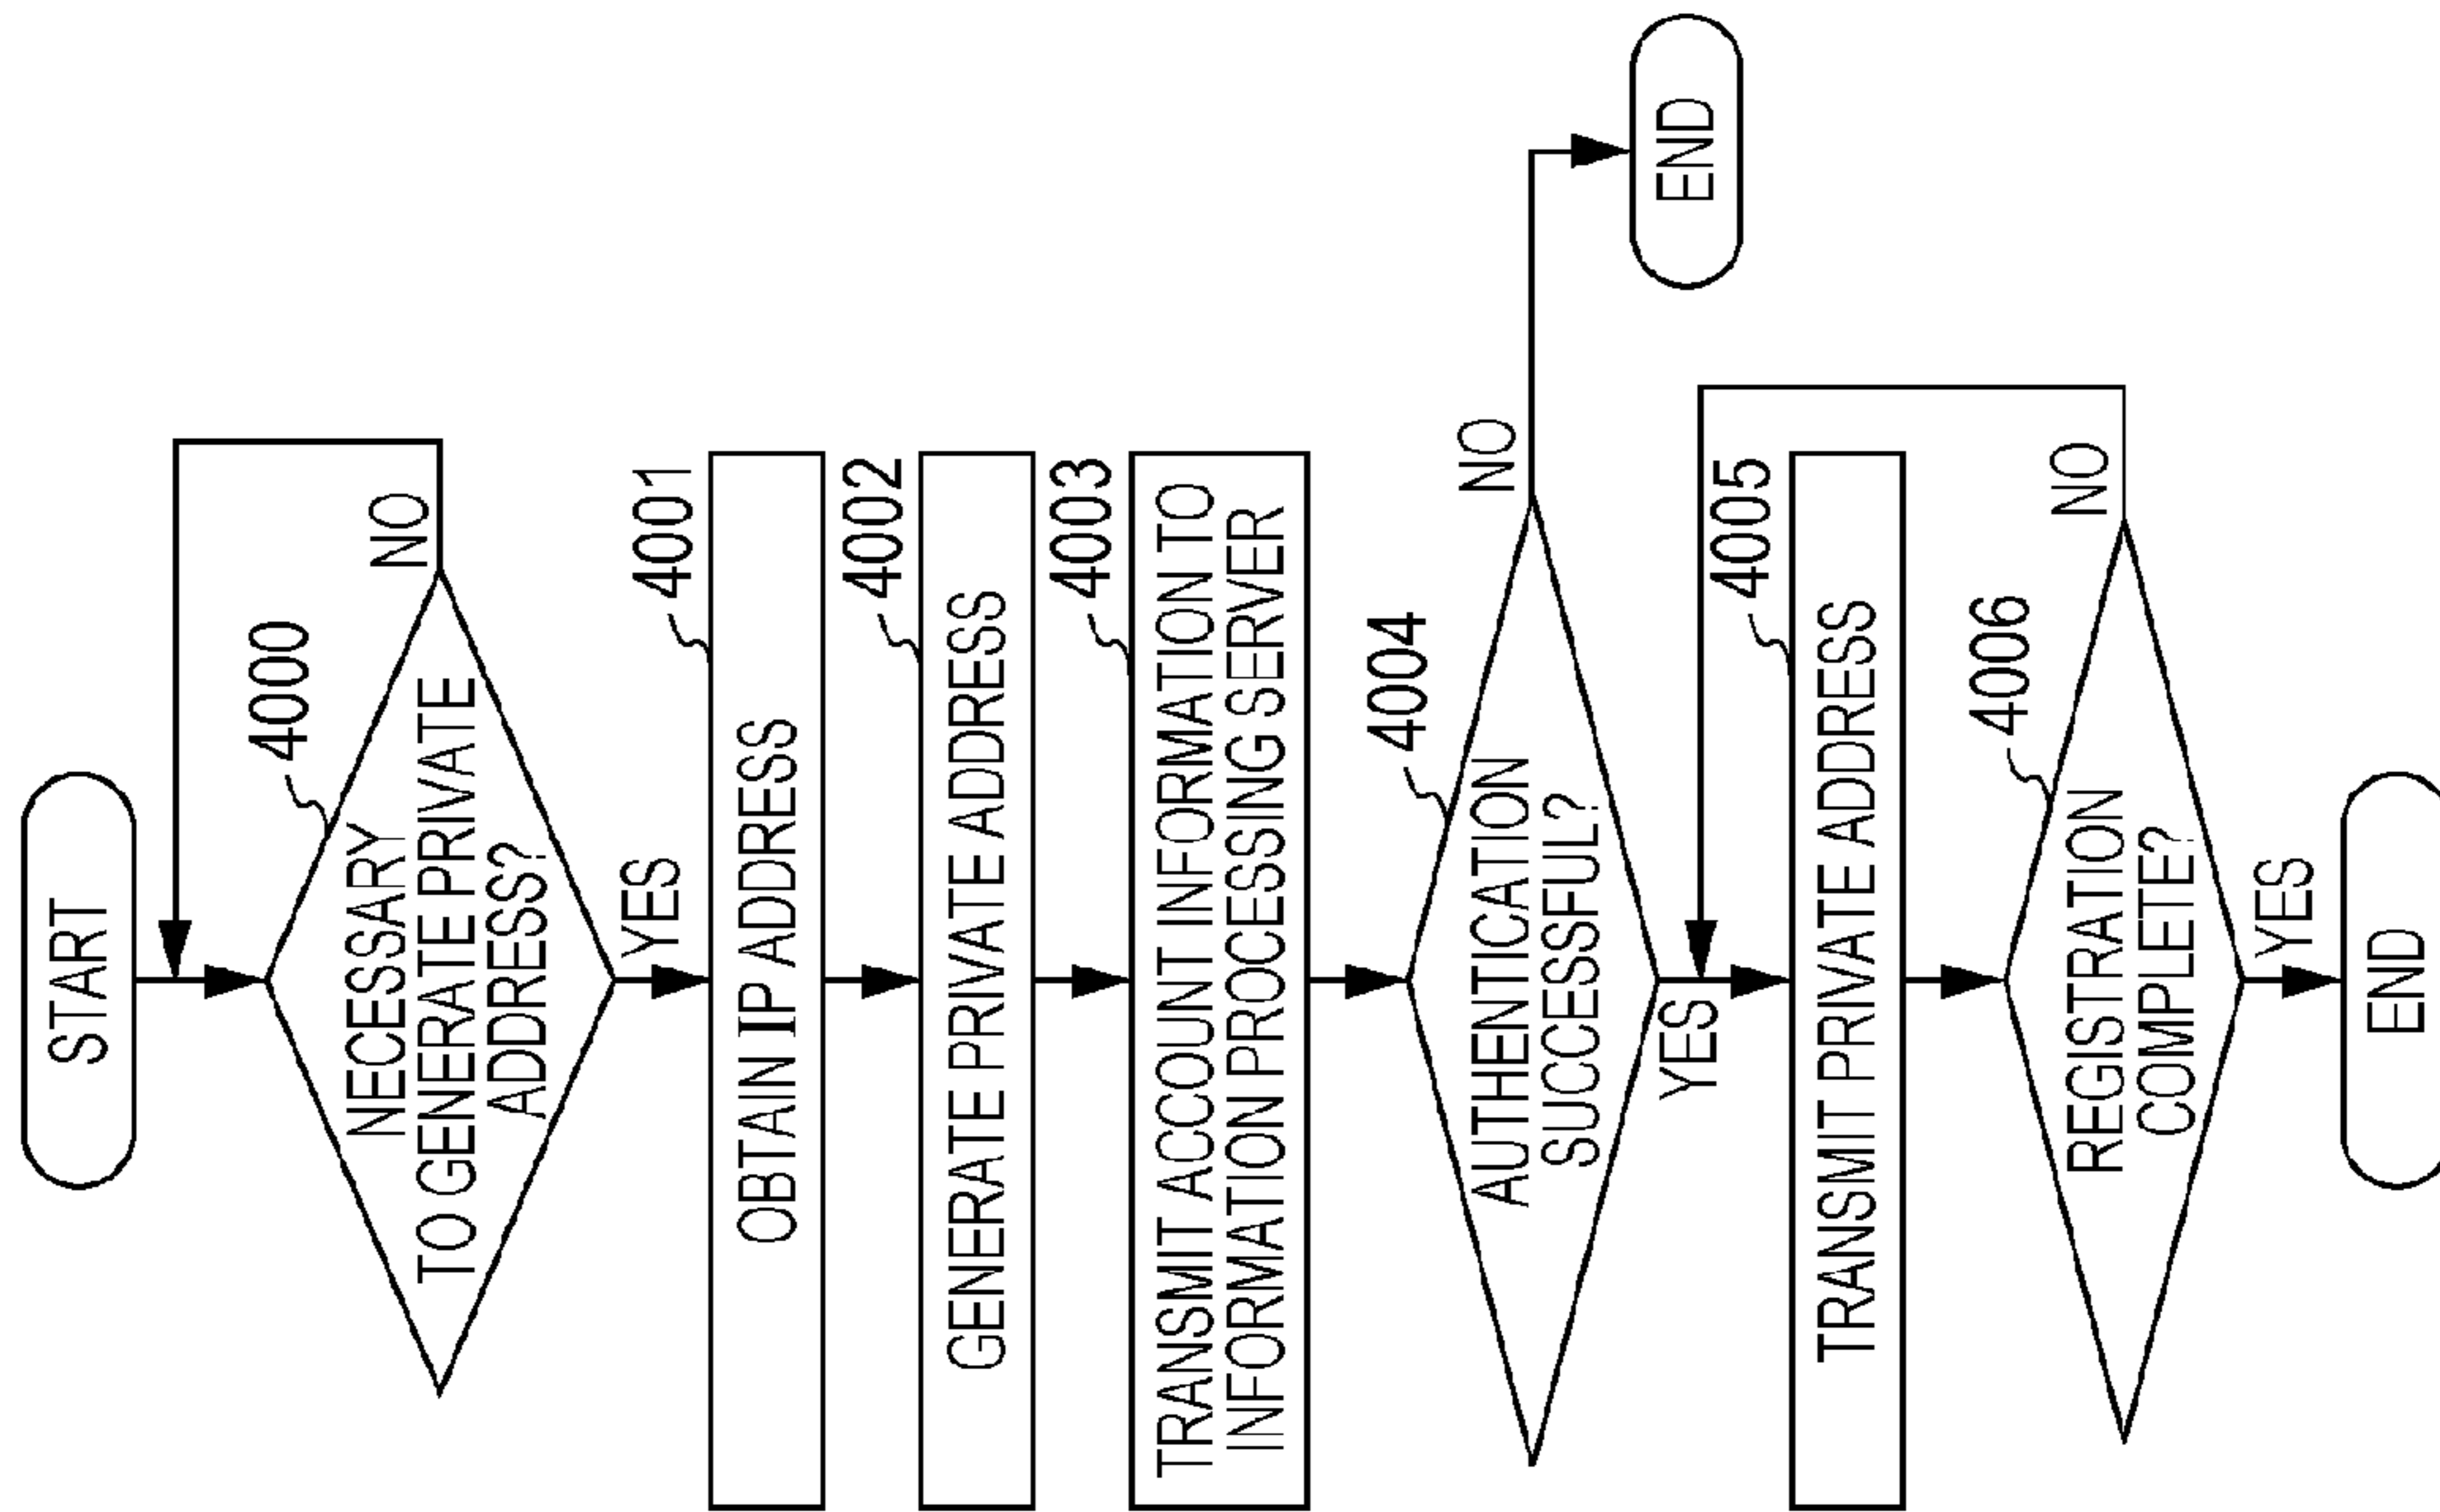 START
4000
NECESSARY
TO GENERATE PRIVATE
ADDRESS?
NO
YES
4001
OBTAIN IP ADDRESS
4002
GENERATE PRIVATE ADDRESS
4003
TRANSMIT ACCOUNT INFORMATION TO
INFORMATION PROCESSING SERVER
4004
AUTHENTICATION
SUCCESSFUL?
NO
END
YES
4005
TRANSMIT PRIVATE ADDRESS
4006
REGISTRATION
COMPLETE?
NO
YES
END